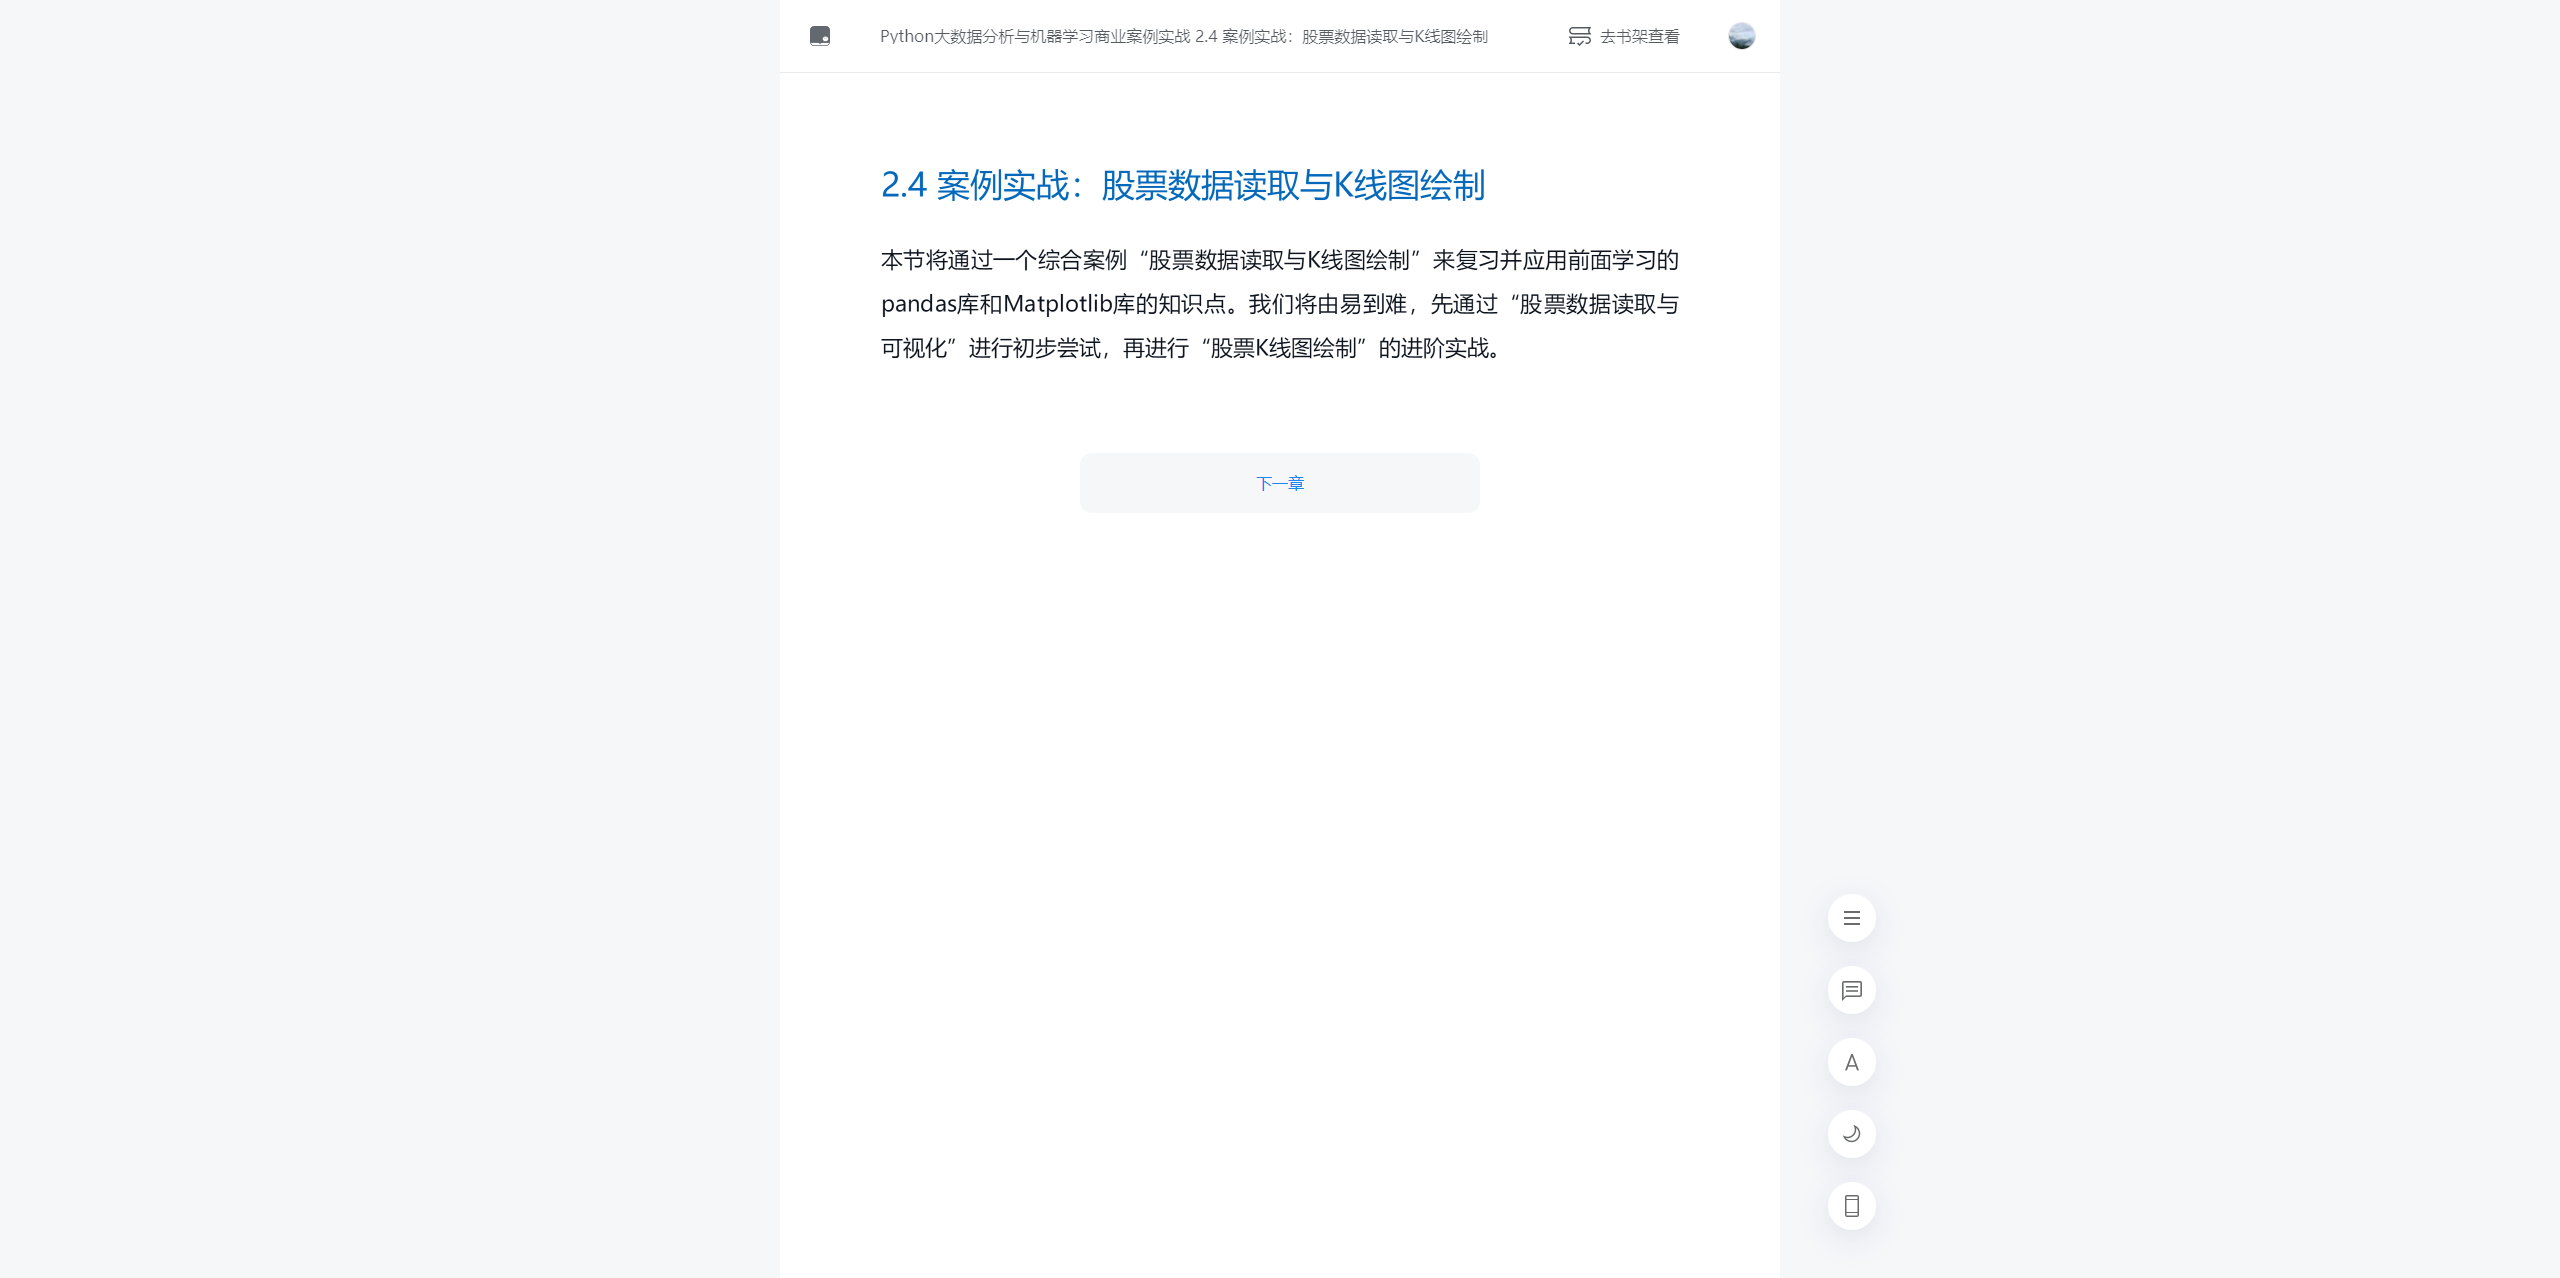 Python大数据分析与机器学习商业案例实战 2.4 案例实战：股票数据读取与K线图绘制
去书架查看
2.4 案例实战：股票数据读取与K线图绘制
本节将通过一个综合案例“股票数据读取与K线图绘制”来复习并应用前面学习的
pandas库和Matplotlib库的知识点。我们将由易到难，先通过“股票数据读取与
可视化”进行初步尝试，再进行“股票K线图绘制”的进阶实战。
下一章
A